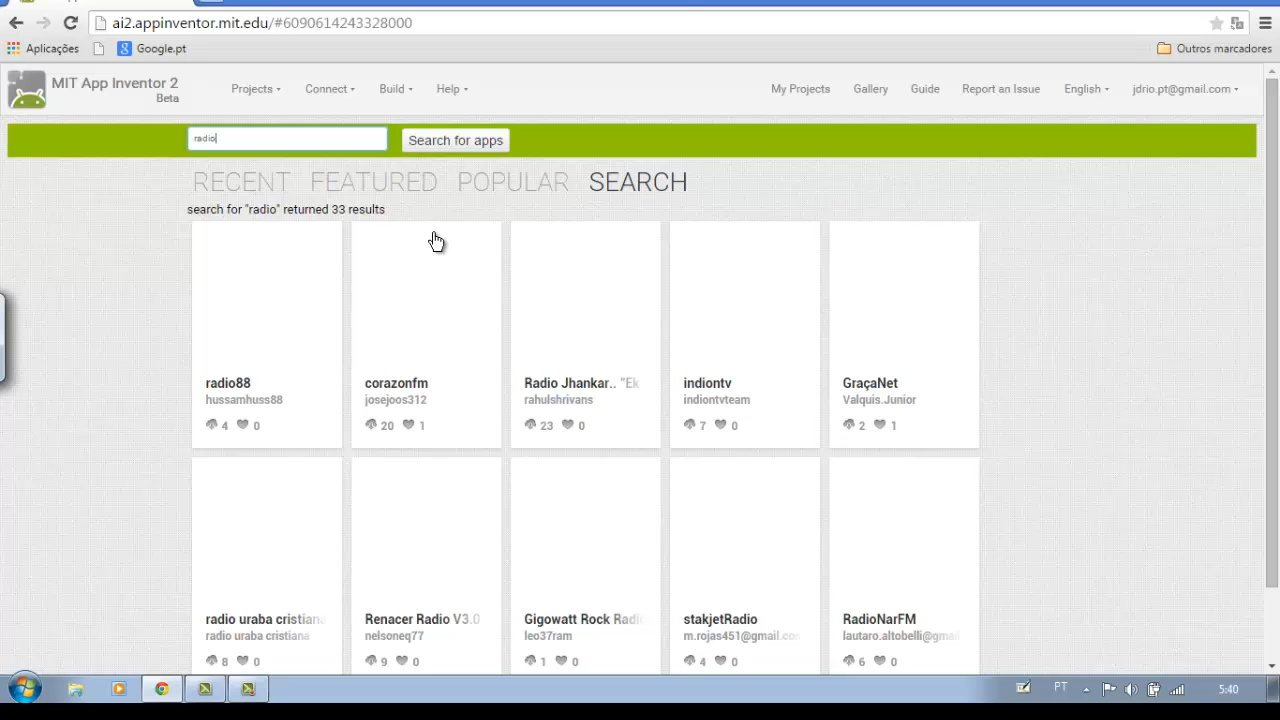 ai2.appinventor.mit.edu/#6090614243328000
Aplicações Google.pt Outros marcadores
MIT App Inventor 2
Beta
Projects Connect Build Help My Projects Gallery Guide Report an Issue English jdrio.pt@gmail.com
radio Search for apps
RECENT FEATURED POPULAR SEARCH
search for "radio" returned 33 results
radio88 corazonfm Radio Jhankar.. "Ek indiontv GraçaNet
hussamhuss88 josejoos312 rahulshrivans indiontvteam Valquis.Junior
4 0 20 1 23 0 7 0 2 1
radio uraba cristiana Renacer Radio V3.0 Gigowatt Rock Radi stakjetRadio RadioNarFM
radio uraba cristiana nelsoneq77 leo37ram m.rojas451@gmail.co lautaro.altobelli@gmail
8 0 9 0 1 0 4 0 6 0
PT 5:40